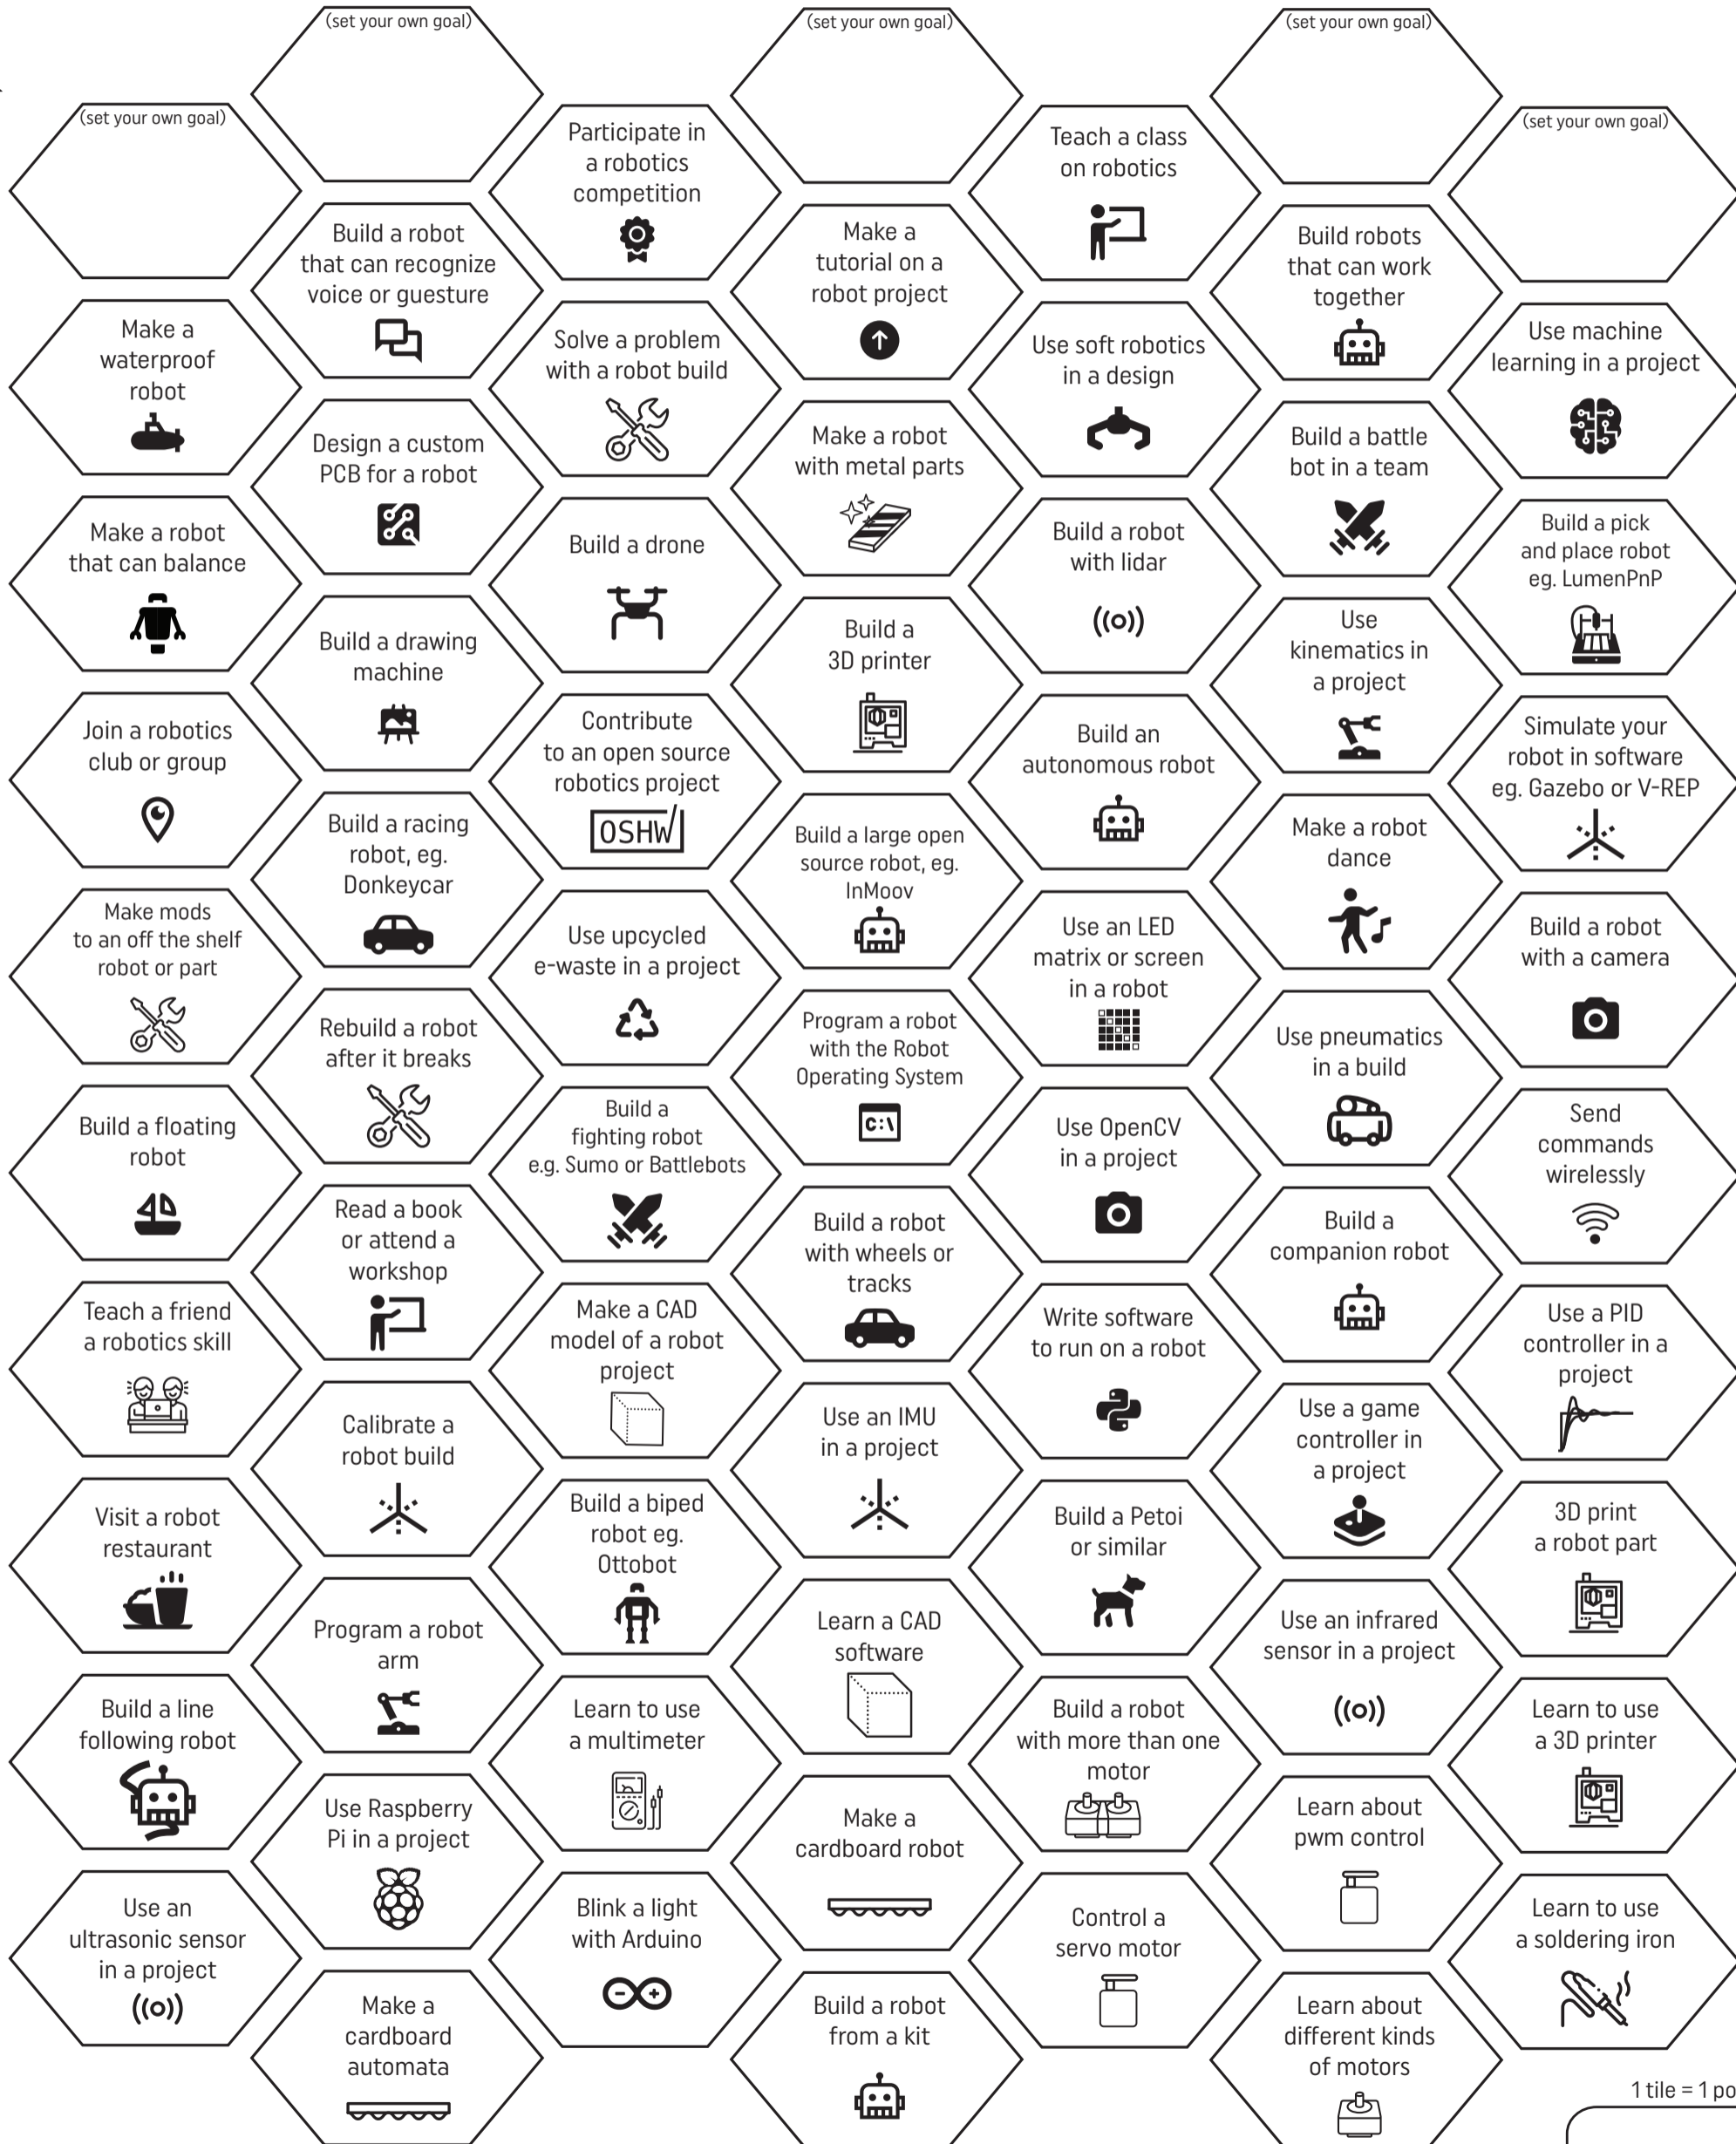 (set your own goal)
(set your own goal)
(set your own goal)
(set your own goal)
Participate in
a robotics
competition
Teach a class
on robotics
(set your own goal)
Build a robot
that can recognize
voice or guesture
Make a
tutorial on a
robot project
Build robots
that can work
together
Make a
waterproof
robot
Solve a problem
with a robot build
Use soft robotics
in a design
Use machine
learning in a project
Design a custom
PCB for a robot
Make a robot
with metal parts
Build a battle
bot in a team
Make a robot
that can balance
Build a drone
Build a robot
with lidar
Build a pick
and place robot
eg. LumenPnP
Build a drawing
machine
Build a
3D printer
Use
kinematics in
a project
Join a robotics
club or group
Contribute
to an open source
robotics project
OSHW
Build an
autonomous robot
Simulate your
robot in software
eg. Gazebo or V-REP
Build a racing
robot, eg.
Donkeycar
Build a large open
source robot, eg.
InMoov
Make a robot
dance
Make mods
to an off the shelf
robot or part
Use upcycled
e-waste in a project
Use an LED
matrix or screen
in a robot
Build a robot
with a camera
Rebuild a robot
after it breaks
Program a robot
with the Robot
Operating System
C:\
Use pneumatics
in a build
Build a floating
robot
Build a
fighting robot
e.g. Sumo or Battlebots
Use OpenCV
in a project
Send
commands
wirelessly
Read a book
or attend a
workshop
Build a robot
with wheels or
tracks
Build a
companion robot
Teach a friend
a robotics skill
Make a CAD
model of a robot
project
Write software
to run on a robot
Use a PID
controller in a
project
Calibrate a
robot build
Use an IMU
in a project
Use a game
controller in
a project
Visit a robot
restaurant
Build a biped
robot eg.
Ottobot
Build a Petoi
or similar
3D print
a robot part
Program a robot
arm
Learn a CAD
software
Use an infrared
sensor in a project
Build a line
following robot
Learn to use
a multimeter
Build a robot
with more than one
motor
Learn to use
a 3D printer
Use Raspberry
Pi in a project
Make a
cardboard robot
Learn about
pwm control
Use an
ultrasonic sensor
in a project
Blink a light
with Arduino
Control a
servo motor
Learn to use
a soldering iron
Make a
cardboard
automata
Build a robot
from a kit
Learn about
different kinds
of motors
1 tile = 1 po